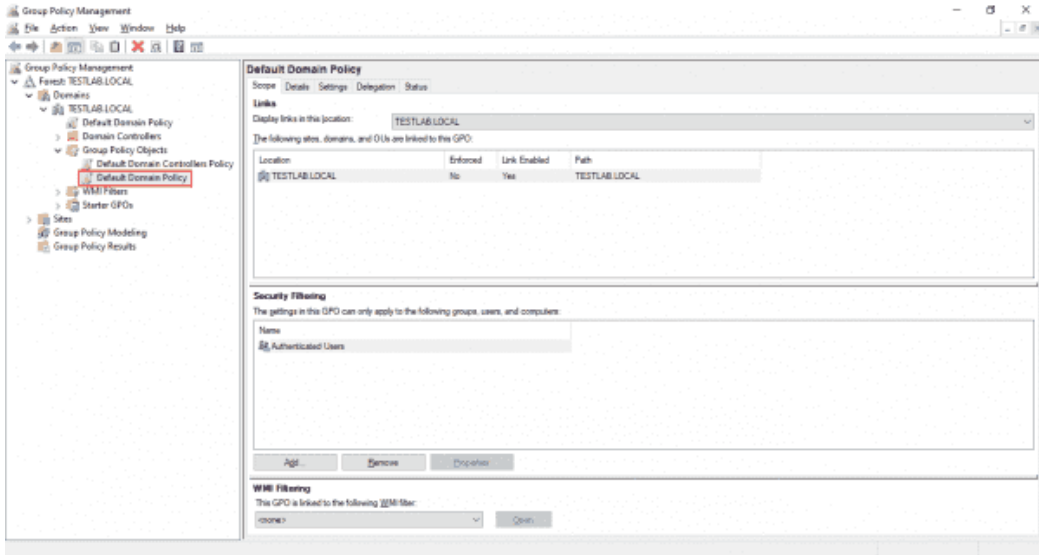 Group Policy Management
File Action View Window Help
Group Policy Management
Forest: TESTLAB.LOCAL
Domains
TESTLAB.LOCAL
Default Domain Policy
Domain Controllers
Group Policy Objects
Default Domain Controllers Policy
Default Domain Policy
WMI Filters
Starter GPOs
Sites
Group Policy Modeling
Group Policy Results
Default Domain Policy
Scope Details Settings Delegation Status
Links
Display links in this location: TESTLAB.LOCAL
The following sites, domains, and OUs are linked to this GPO:
Location Enforced Link Enabled Path
TESTLAB.LOCAL No Yes TESTLAB.LOCAL
Security Filtering
The settings in this GPO can only apply to the following groups, users, and computers:
Name
Authenticated Users
Add... Remove Properties
WMI Filtering
This GPO is linked to the following WMI filter:
<none> Open